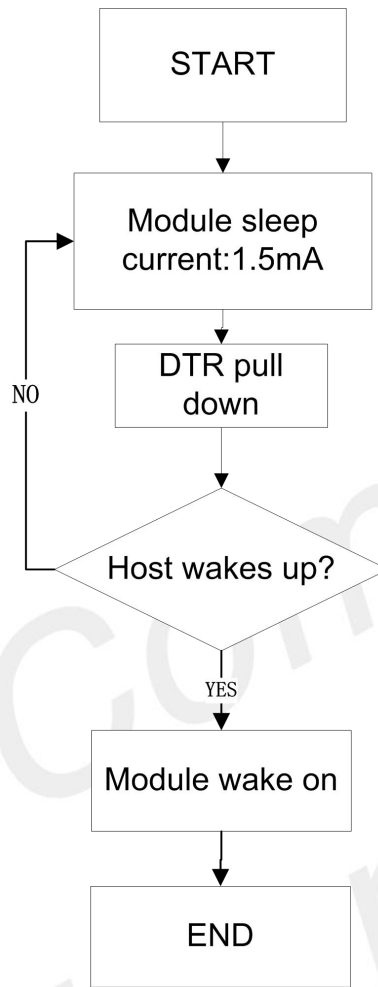 START
Module sleep
current:1.5mA
DTR pull
down
NO
Host wakes up?
YES
Module wake on
END